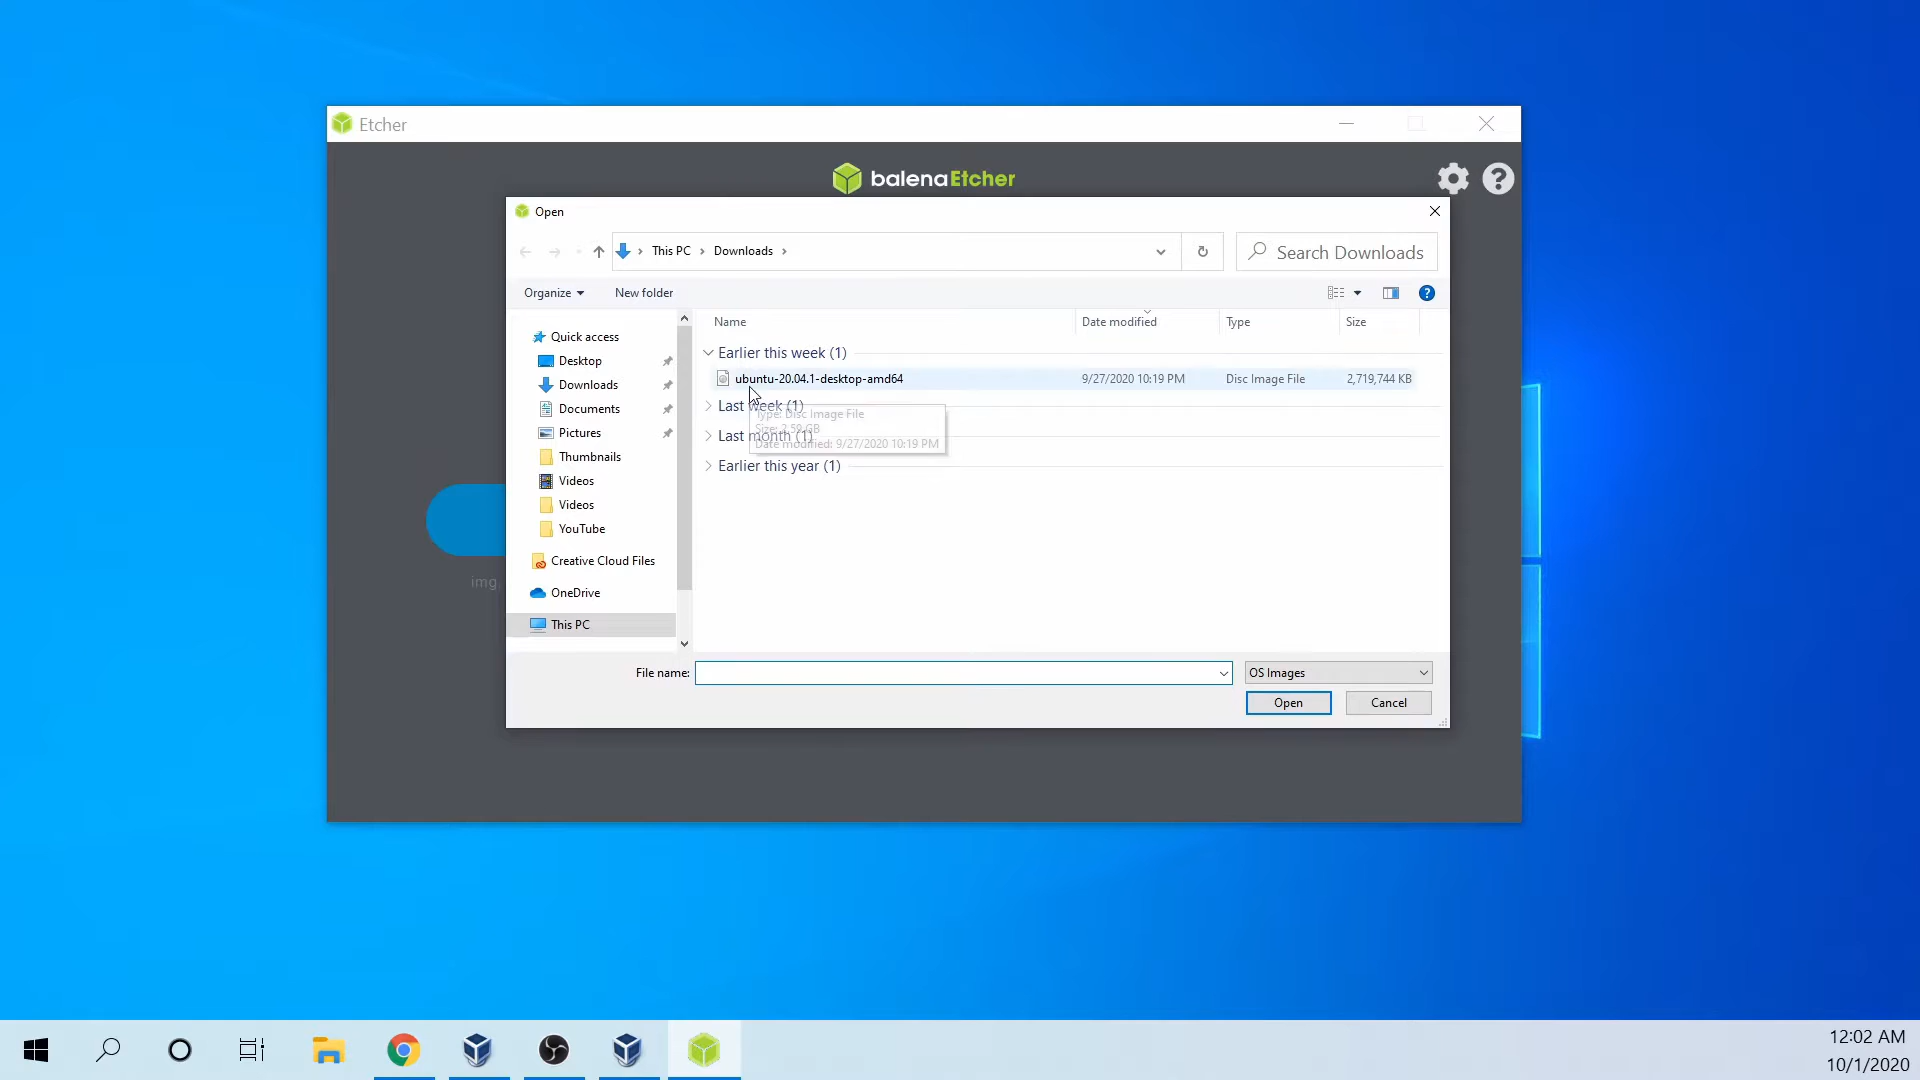 Etcher
balenaEtcher
Open
This PC
Downloads
Search Downloads
Organize
New folder
Name
Date modified
Type
Size
Quick access
Desktop
Downloads
Documents
Pictures
Thumbnails
Videos
Videos
YouTube
Creative Cloud Files
OneDrive
This PC
Earlier this week (1)
ubuntu-20.04.1-desktop-amd64
9/27/2020 10:19 PM
Disc Image File
2,719,744 KB
Last week (1)
Type: Disc Image File
Size: 2.59 GB
Last month (1)
Date modified: 9/27/2020 10:19 PM
Earlier this year (1)
img,
File name:
OS Images
Open
Cancel
12:02 AM
10/1/2020